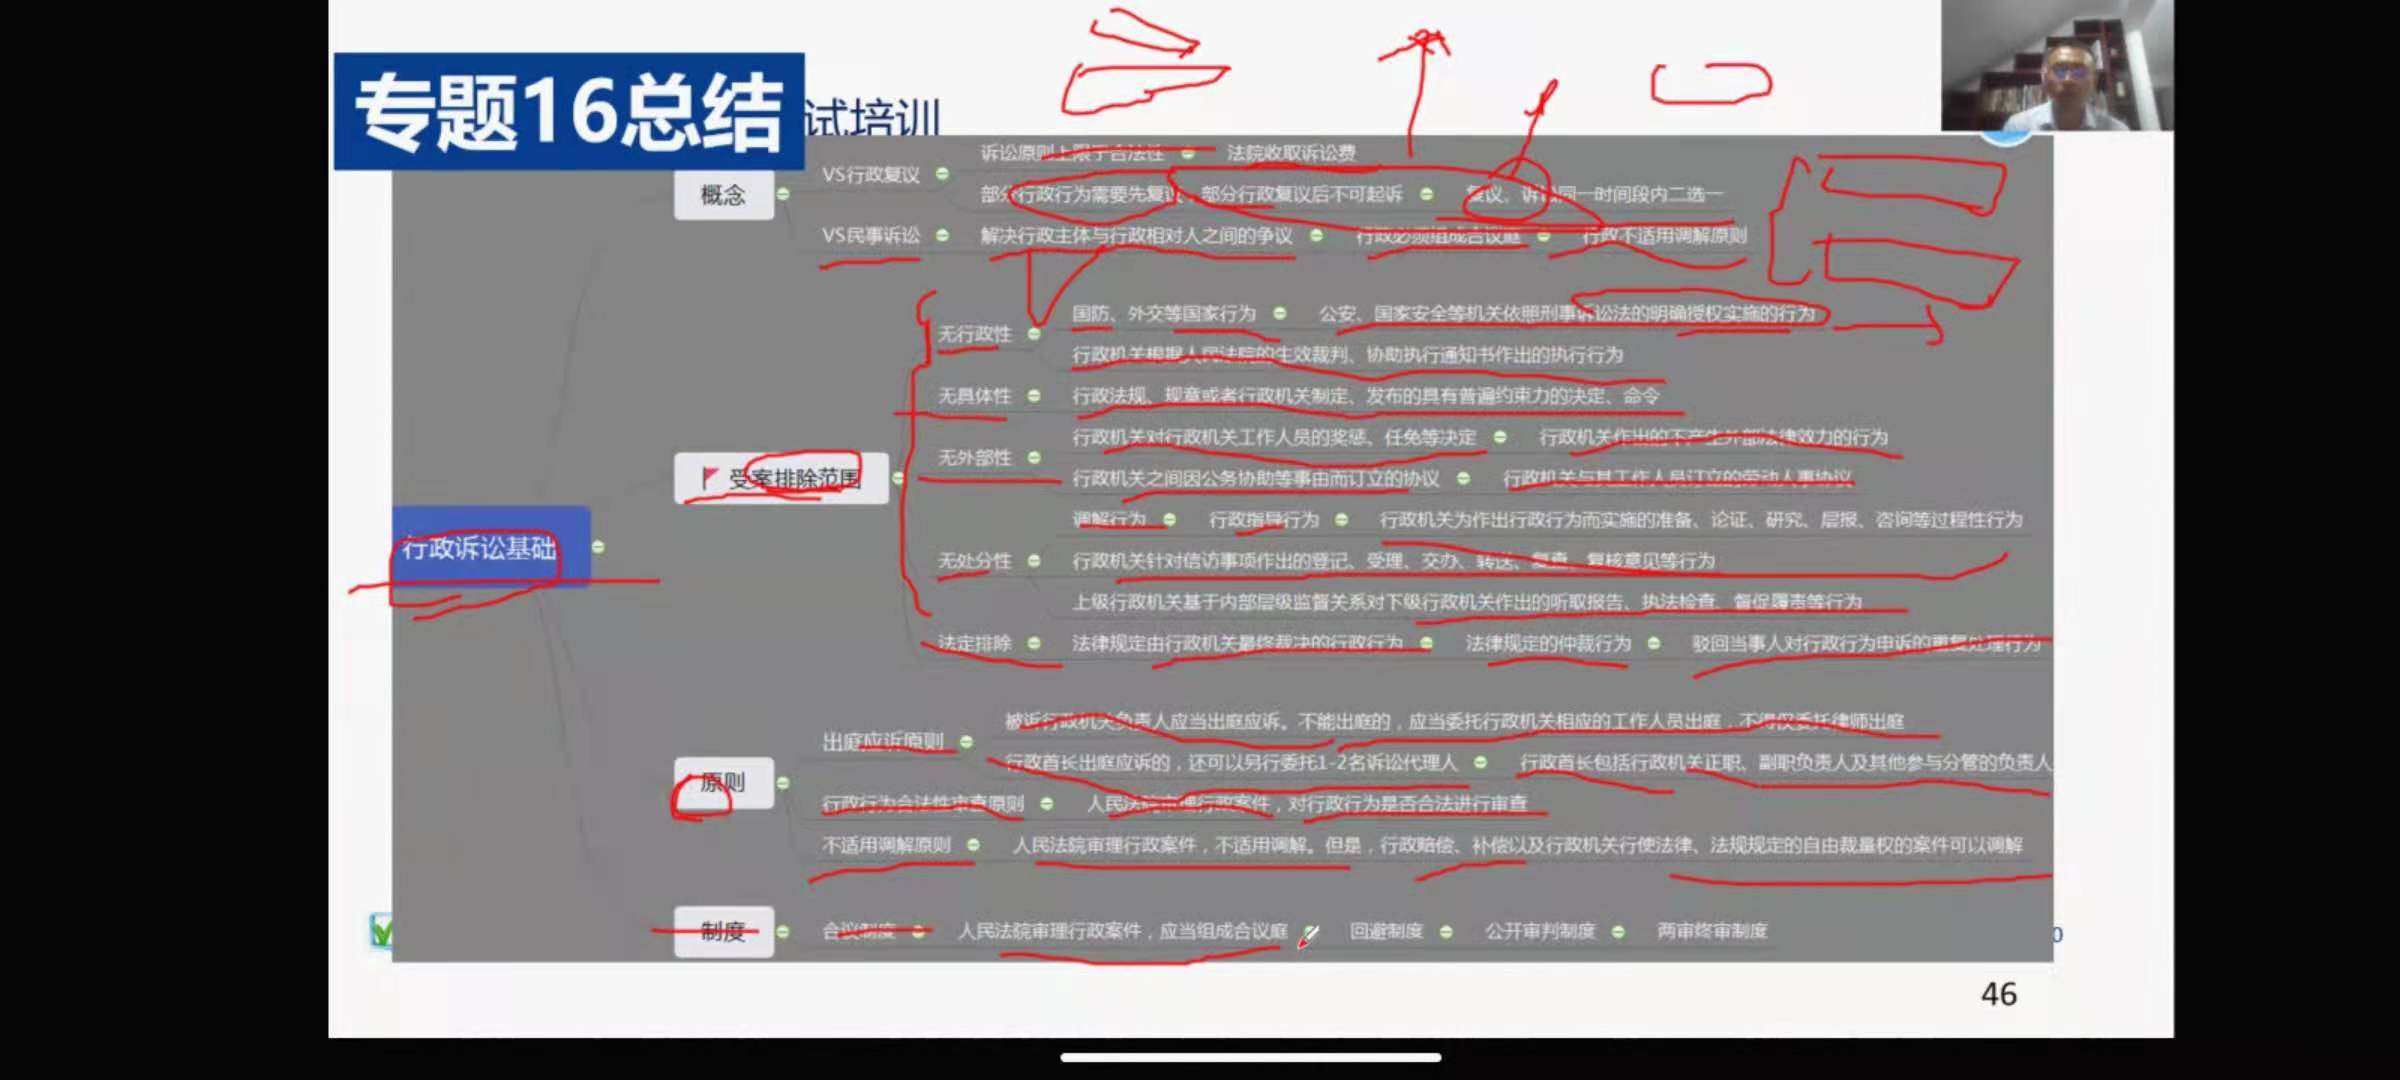 专题16总结
试培训
概念
VS行政复议
诉讼原则上限于合法性
法院收取诉讼费
部分行政行为需要先复议，部分行政复议后不可起诉
复议、诉讼同一时间段内二选一
VS民事诉讼
解决行政主体与行政相对人之间的争议
行政必须组成合议庭
行政不适用调解原则
行政诉讼基础
受案排除范围
无行政性
国防、外交等国家行为
公安、国家安全等机关依照刑事诉讼法的明确授权实施的行为
行政机关根据人民法院的生效裁判、协助执行通知书作出的执行行为
无具体性
行政法规、规章或者行政机关制定、发布的具有普遍约束力的决定、命令
无外部性
行政机关对行政机关工作人员的奖惩、任免等决定
行政机关作出的不产生外部法律效力的行为
行政机关之间因公务协助等事由而订立的协议
行政机关与其工作人员订立的劳动人事协议
无处分性
调解行为
行政指导行为
行政机关为作出行政行为而实施的准备、论证、研究、层报、咨询等过程性行为
行政机关针对信访事项作出的登记、受理、交办、转送、复查、复核意见等行为
上级行政机关基于内部层级监督关系对下级行政机关作出的听取报告、执法检查、督促履责等行为
法定排除
法律规定由行政机关最终裁决的行政行为
法律规定的仲裁行为
驳回当事人对行政行为申诉的重复处理行为
原则
出庭应诉原则
被诉行政机关负责人应当出庭应诉。不能出庭的，应当委托行政机关相应的工作人员出庭，不得仅委托律师出庭
行政首长出庭应诉的，还可以另行委托1-2名诉讼代理人
行政首长包括行政机关正职、副职负责人及其他参与分管的负责人
行政行为合法性审查原则
人民法院审理行政案件，对行政行为是否合法进行审查
不适用调解原则
人民法院审理行政案件，不适用调解。但是，行政赔偿、补偿以及行政机关行使法律、法规规定的自由裁量权的案件可以调解
制度
合议制度
人民法院审理行政案件，应当组成合议庭
回避制度
公开审判制度
两审终审制度
0
46